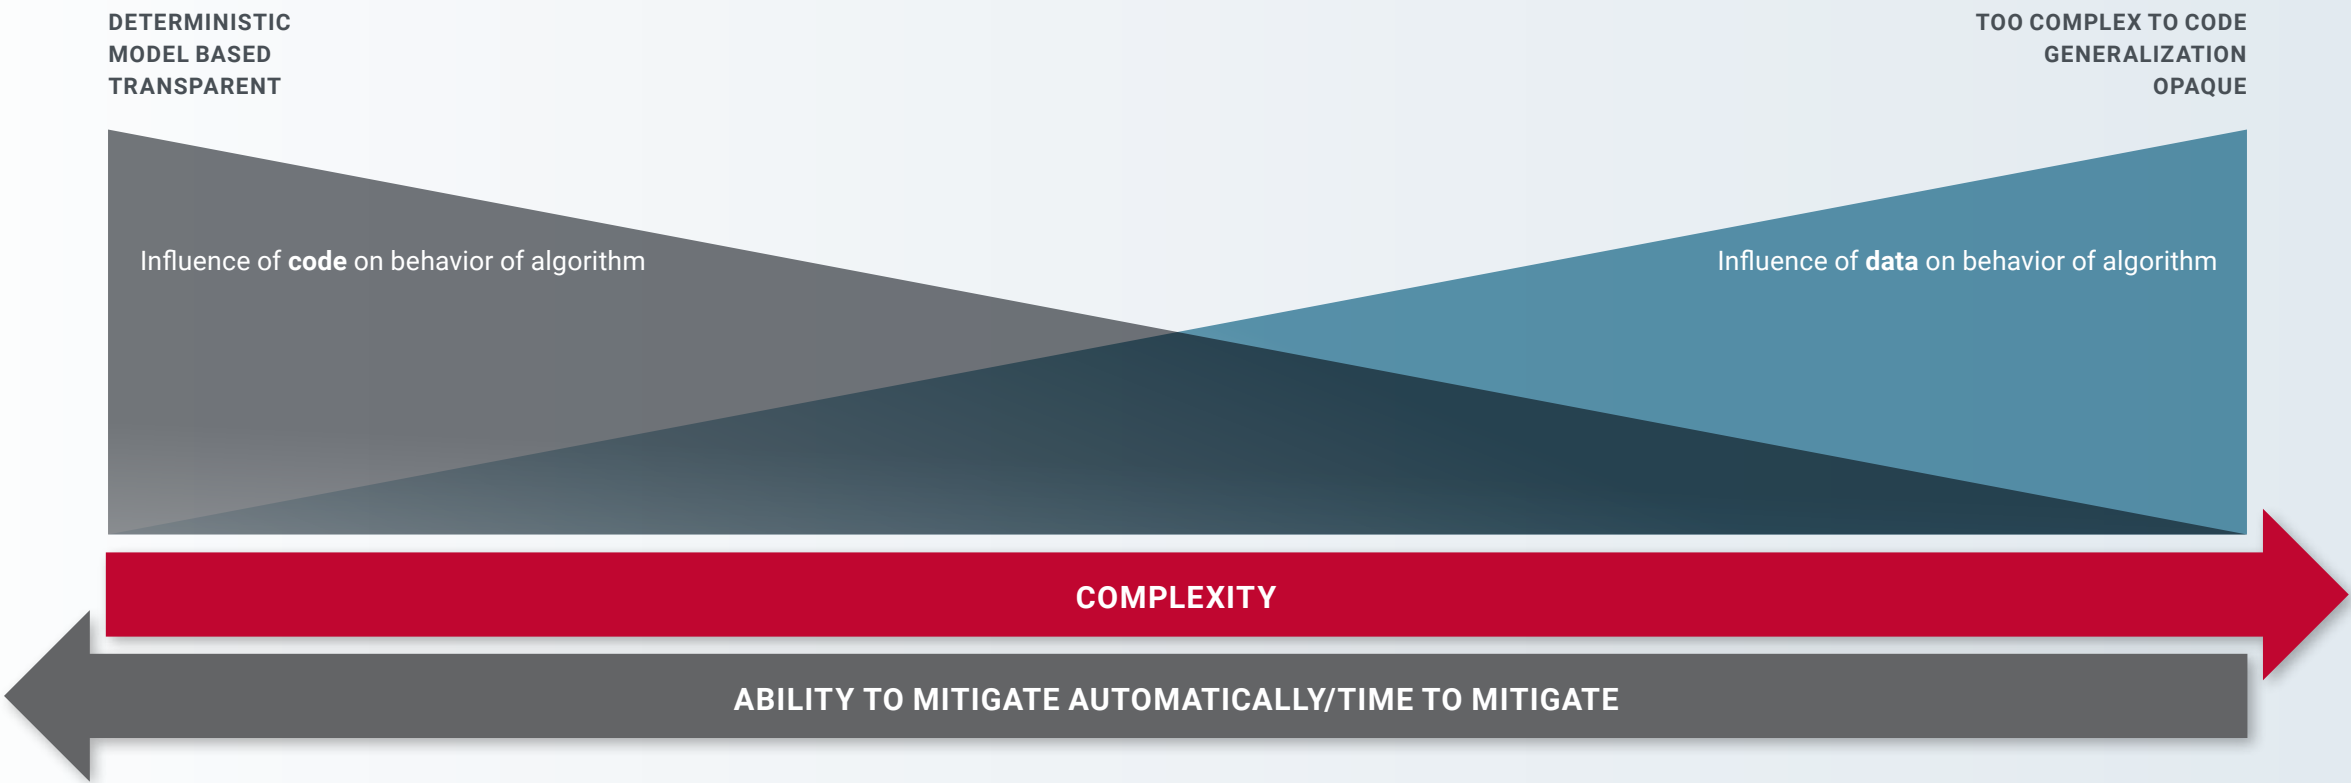 DETERMINISTIC
MODEL BASED
TRANSPARENT
TOO COMPLEX TO CODE
GENERALIZATION
OPAQUE
Influence of code on behavior of algorithm
Influence of data on behavior of algorithm
COMPLEXITY
ABILITY TO MITIGATE AUTOMATICALLY/TIME TO MITIGATE